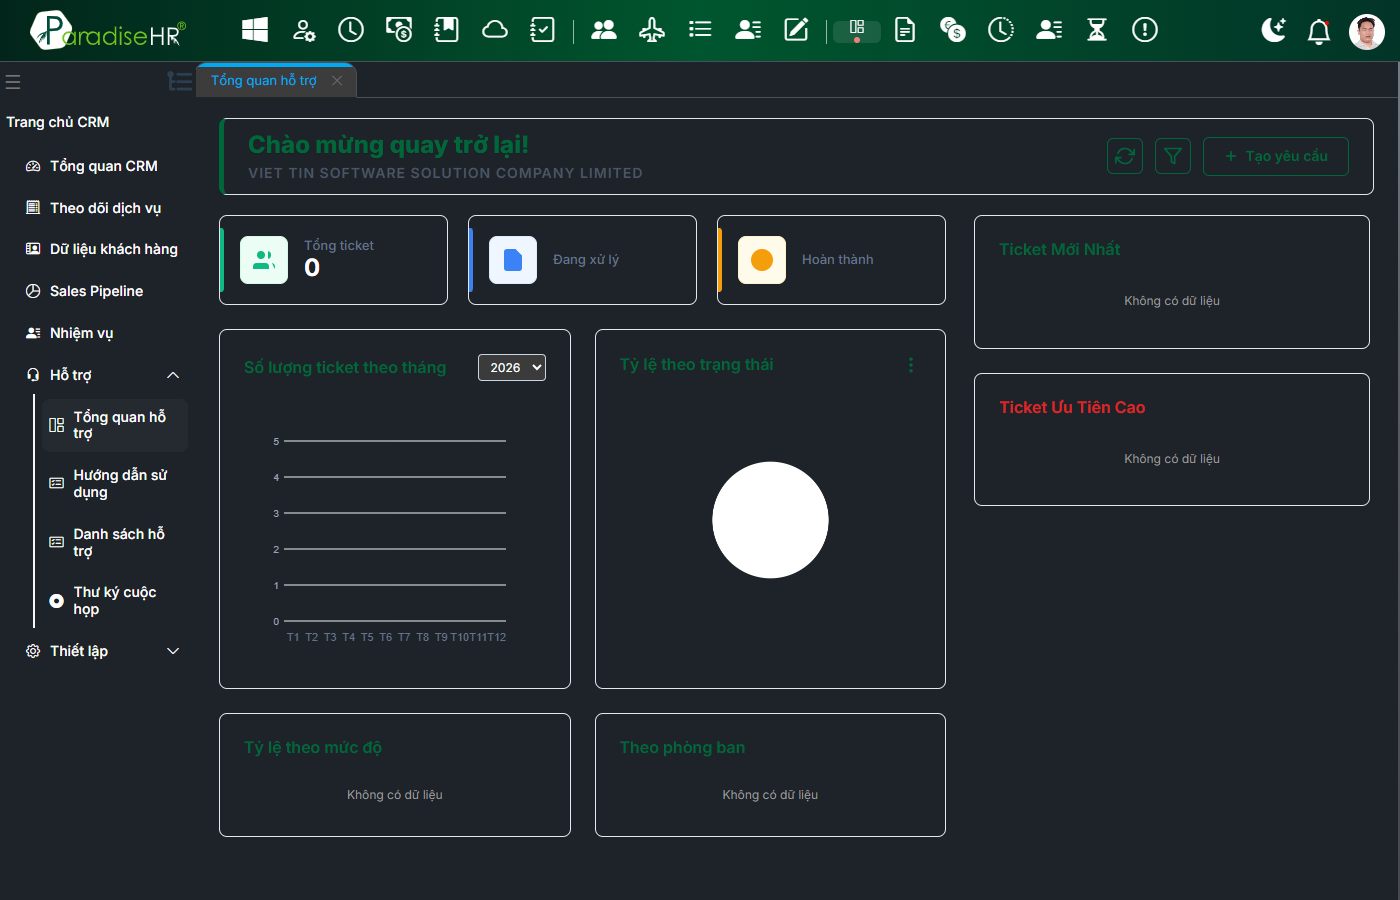 ParadiseHR®
Tổng quan hỗ trợ
Trang chủ CRM
Tổng quan CRM
Theo dõi dịch vụ
Dữ liệu khách hàng
Sales Pipeline
Nhiệm vụ
Hỗ trợ
Tổng quan hỗ
trợ
Hướng dẫn sử
dụng
Danh sách hỗ
trợ
Thư ký cuộc
họp
Thiết lập
Chào mừng quay trở lại!
VIET TIN SOFTWARE SOLUTION COMPANY LIMITED
+ Tạo yêu cầu
Tổng ticket
0
Đang xử lý
Hoàn thành
Ticket Mới Nhất
Không có dữ liệu
Ticket Ưu Tiên Cao
Không có dữ liệu
Số lượng ticket theo tháng
2026
5
4
3
2
1
0
T1 T2 T3 T4 T5 T6 T7 T8 T9 T10 T11 T12
Tỷ lệ theo trạng thái
Tỷ lệ theo mức độ
Không có dữ liệu
Theo phòng ban
Không có dữ liệu